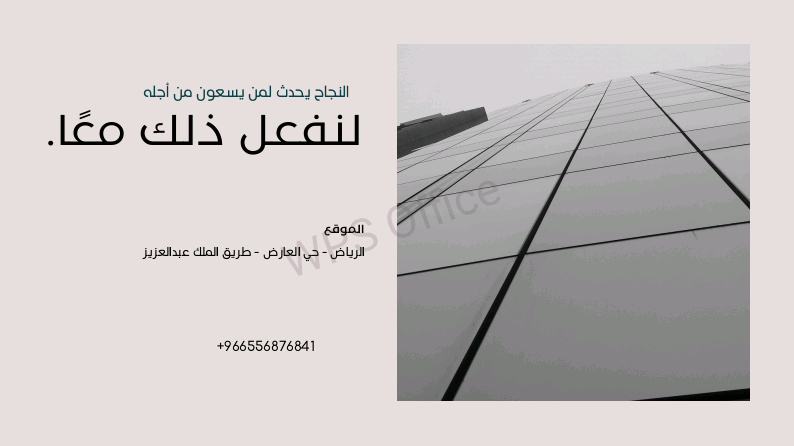 النجاح يحدث لمن يسعون من أجله
لنفعل ذلك معًا.
الموقع
الرياض - حي العارض - طريق الملك عبدالعزيز
+966556876841
WPS Office